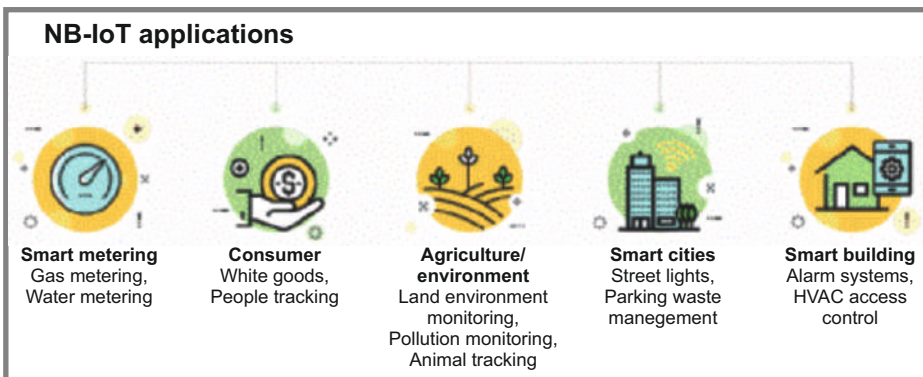 NB-IoT applications
Smart metering
Gas metering,
Water metering
Consumer
White goods,
People tracking
Agriculture/
environment
Land environment
monitoring,
Pollution monitoring,
Animal tracking
Smart cities
Street lights,
Parking waste
manegement
Smart building
Alarm systems,
HVAC access
control